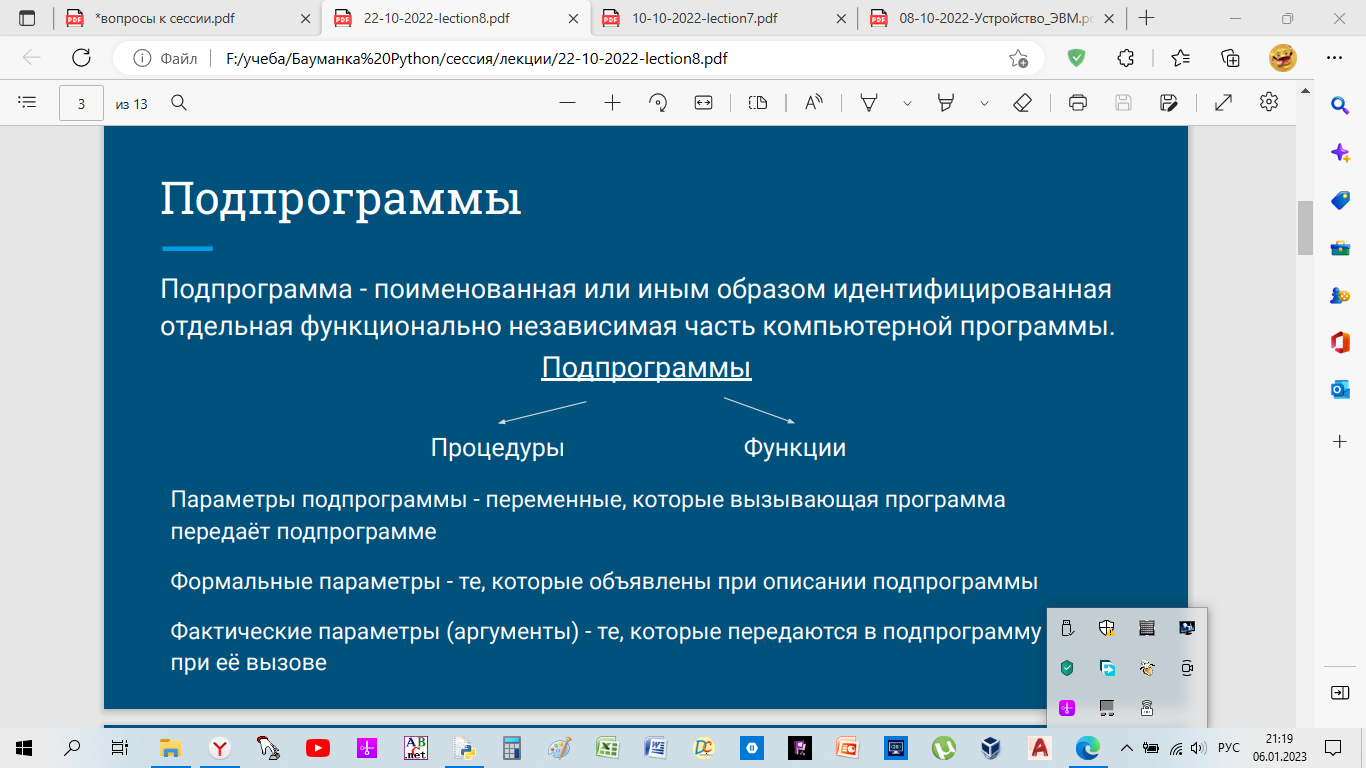 *вопросы к сессии.pdf
22-10-2022-lection8.pdf
10-10-2022-lection7.pdf
08-10-2022-Устройство_ЭВМ.pd
Файл
F:/учеба/Бауманка%20Python/сессия/лекции/22-10-2022-lection8.pdf
3
из 13
Подпрограммы
Подпрограмма - поименованная или иным образом идентифицированная
отдельная функционально независимая часть компьютерной программы.
Подпрограммы
Процедуры
Функции
Параметры подпрограммы - переменные, которые вызывающая программа
передаёт подпрограмме
Формальные параметры - те, которые объявлены при описании подпрограммы
Фактические параметры (аргументы) - те, которые передаются в подпрограмму
при её вызове
РУС
21:19
06.01.2023